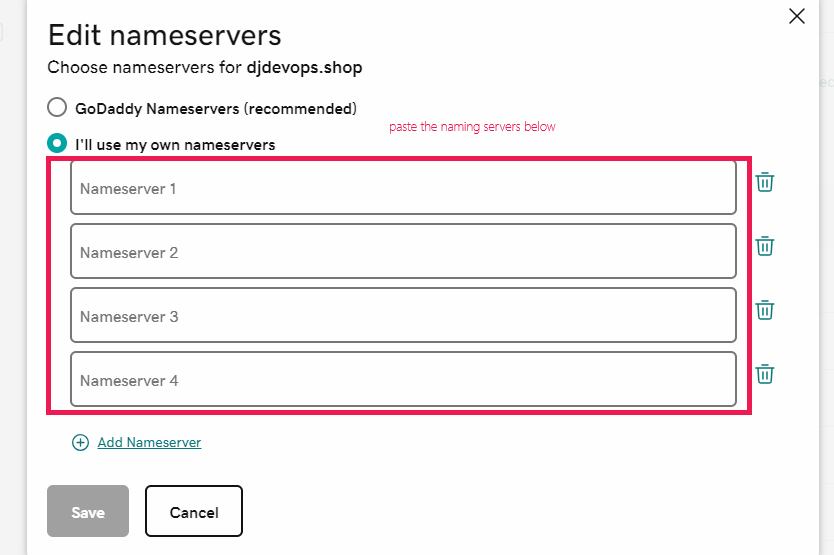 Edit nameservers
Choose nameservers for djdevops.shop
GoDaddy Nameservers (recommended)
paste the naming servers below
I'll use my own nameservers
Nameserver 1
Nameserver 2
Nameserver 3
Nameserver 4
Add Nameserver
Save Cancel